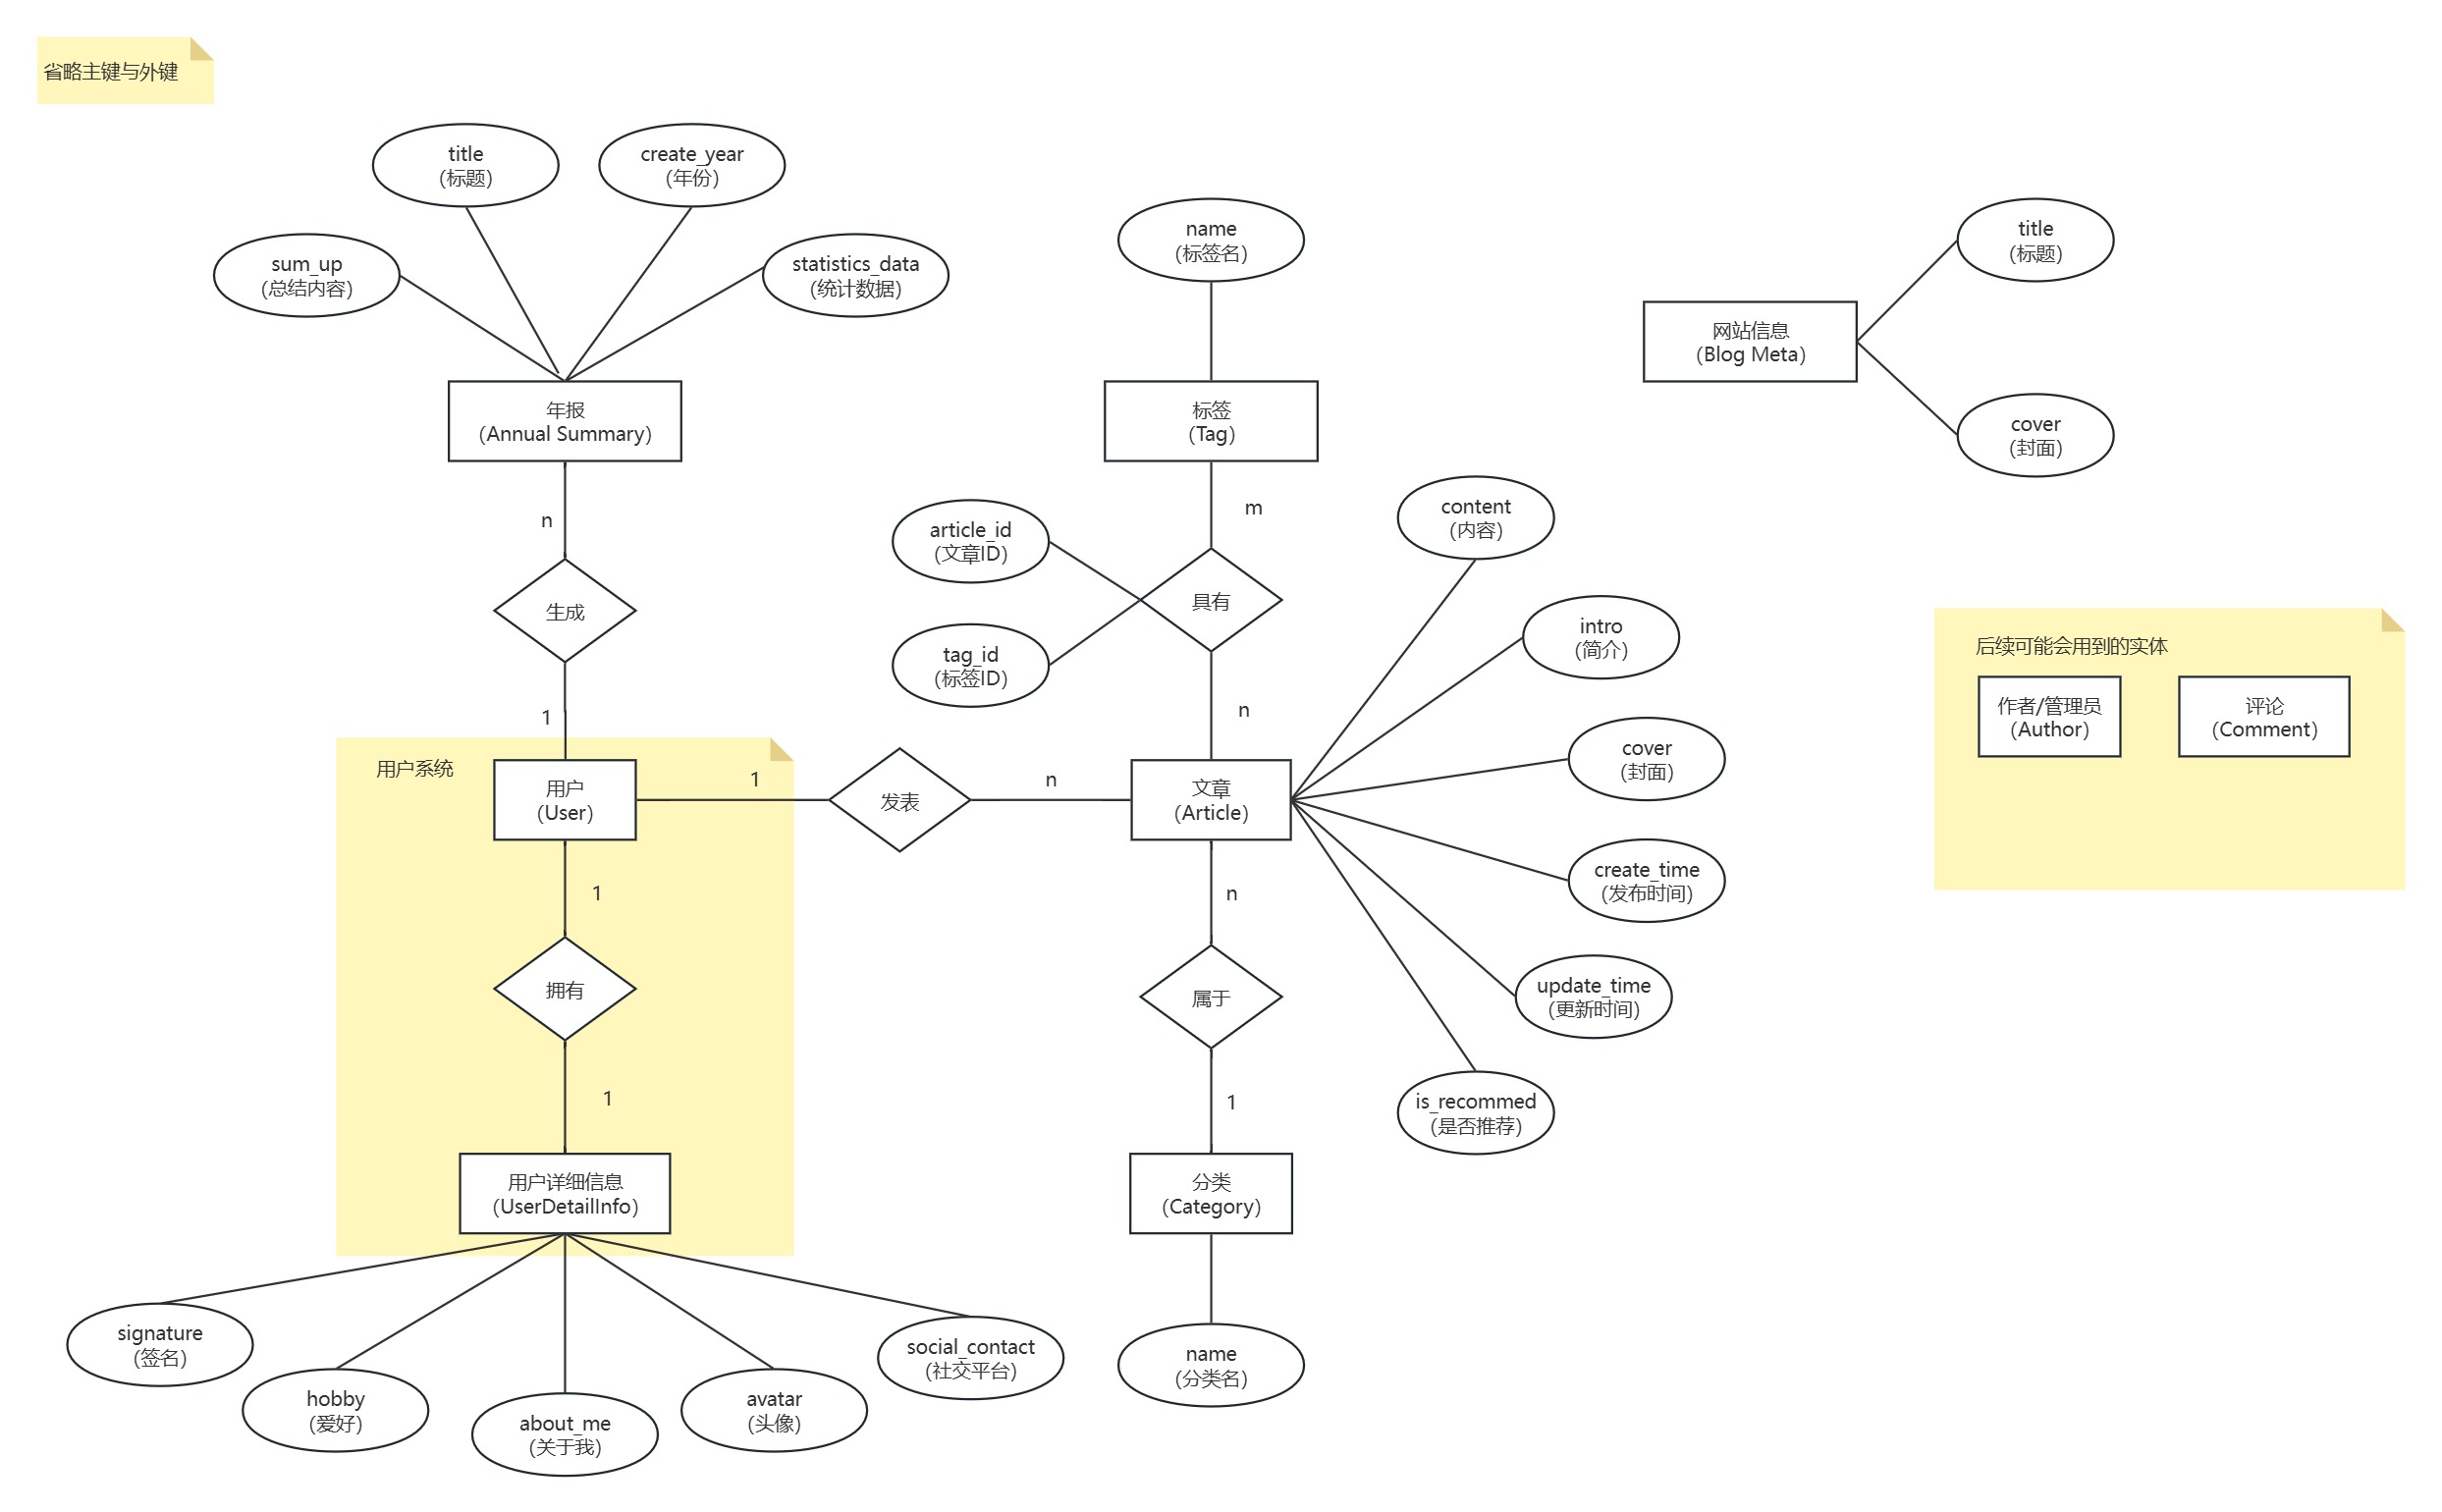 省略主键与外键
title
(标题)
create_year
(年份)
sum_up
(总结内容)
statistics_data
(统计数据)
年报
(Annual Summary)
n
生成
1
用户系统
用户
(User)
1
拥有
1
用户详细信息
(UserDetailInfo)
signature
(签名)
hobby
(爱好)
about_me
(关于我)
avatar
(头像)
social_contact
(社交平台)
1
发表
n
name
(标签名)
标签
(Tag)
m
article_id
(文章ID)
tag_id
(标签ID)
具有
n
文章
(Article)
n
属于
1
分类
(Category)
name
(分类名)
content
(内容)
intro
(简介)
cover
(封面)
create_time
(发布时间)
update_time
(更新时间)
is_recommed
(是否推荐)
网站信息
(Blog Meta)
title
(标题)
cover
(封面)
后续可能会用到的实体
作者/管理员
(Author)
评论
(Comment)